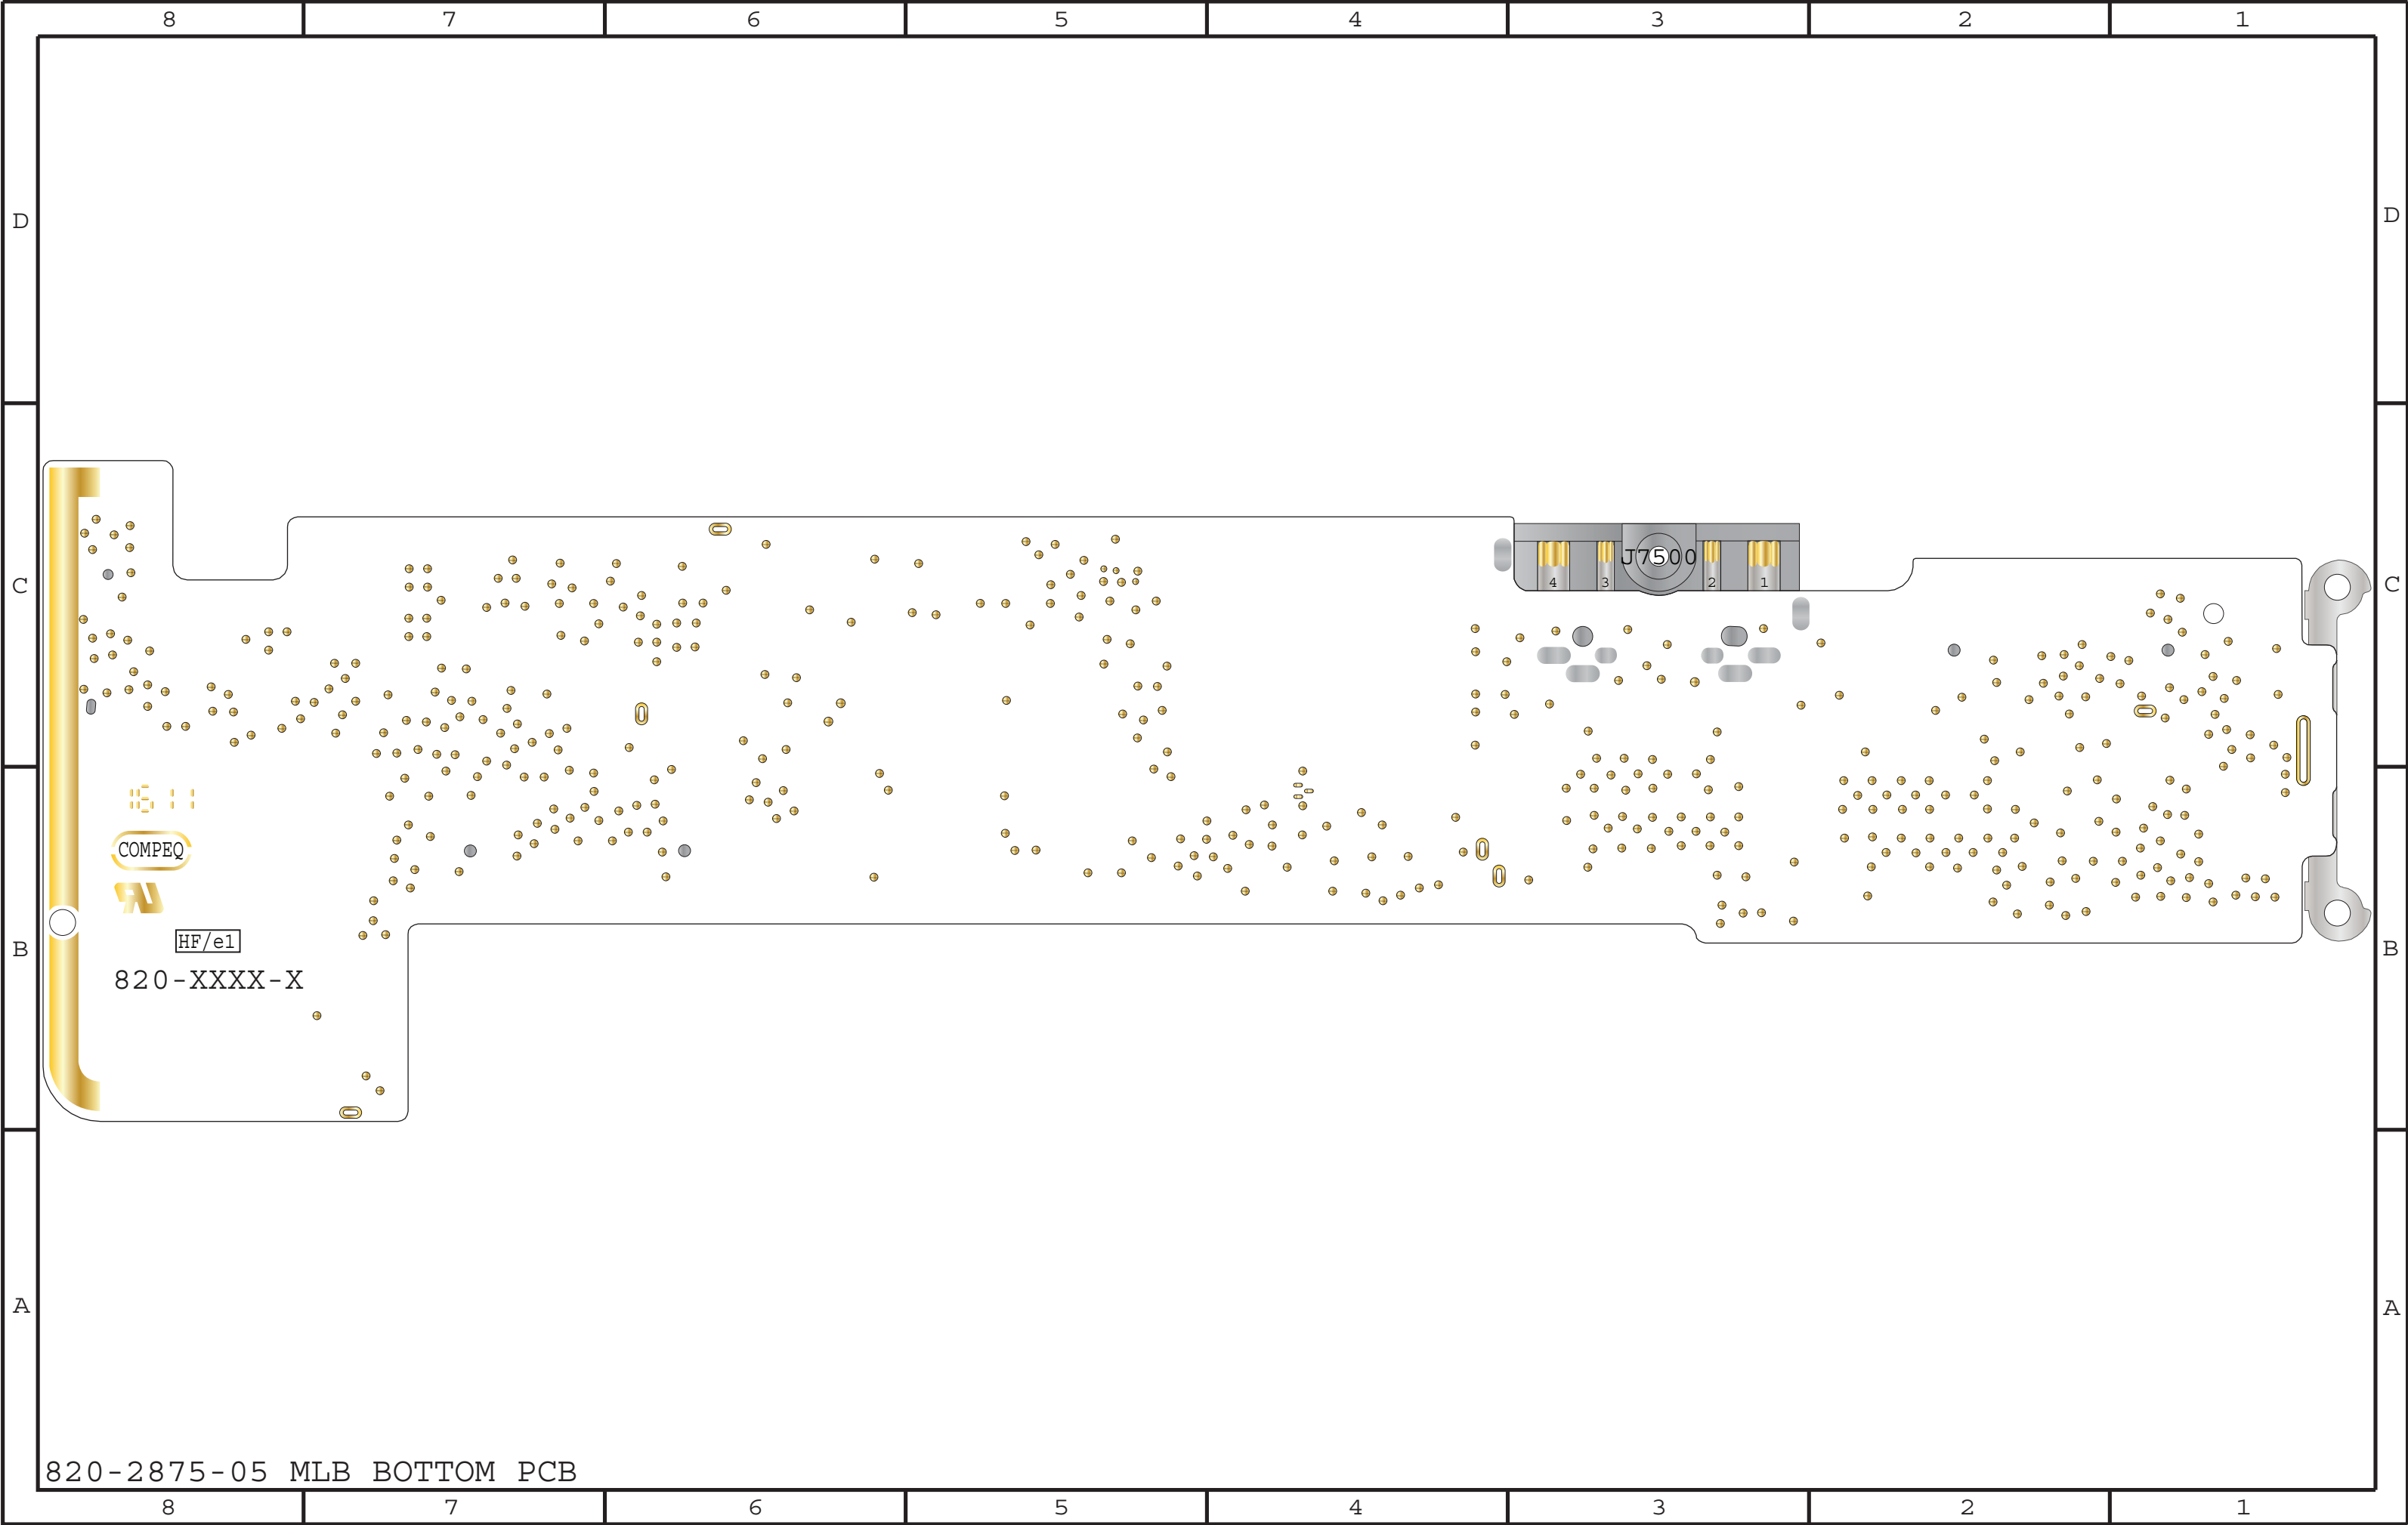 8 7 6 5 4 3 2 1
D D
C C
J7500
4 3 2 1
1611
COMPEQ
HF/e1
B B
820-XXXX-X
A A
820-2875-05 MLB BOTTOM PCB
8 7 6 5 4 3 2 1